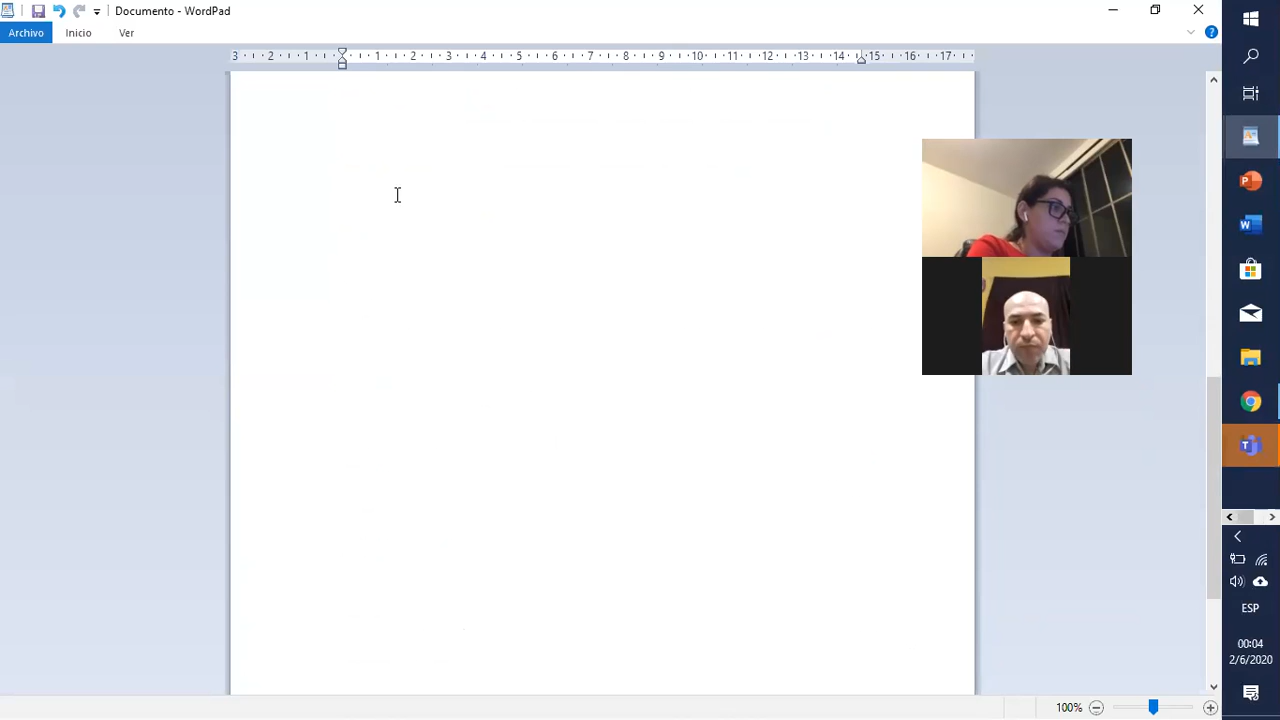 Documento - WordPad
Archivo Inicio Ver
3 2 1 1 2 3 4 5 6 7 8 9 10 11 12 13 14 15 16 17
ESP
00:04
2/6/2020
100%